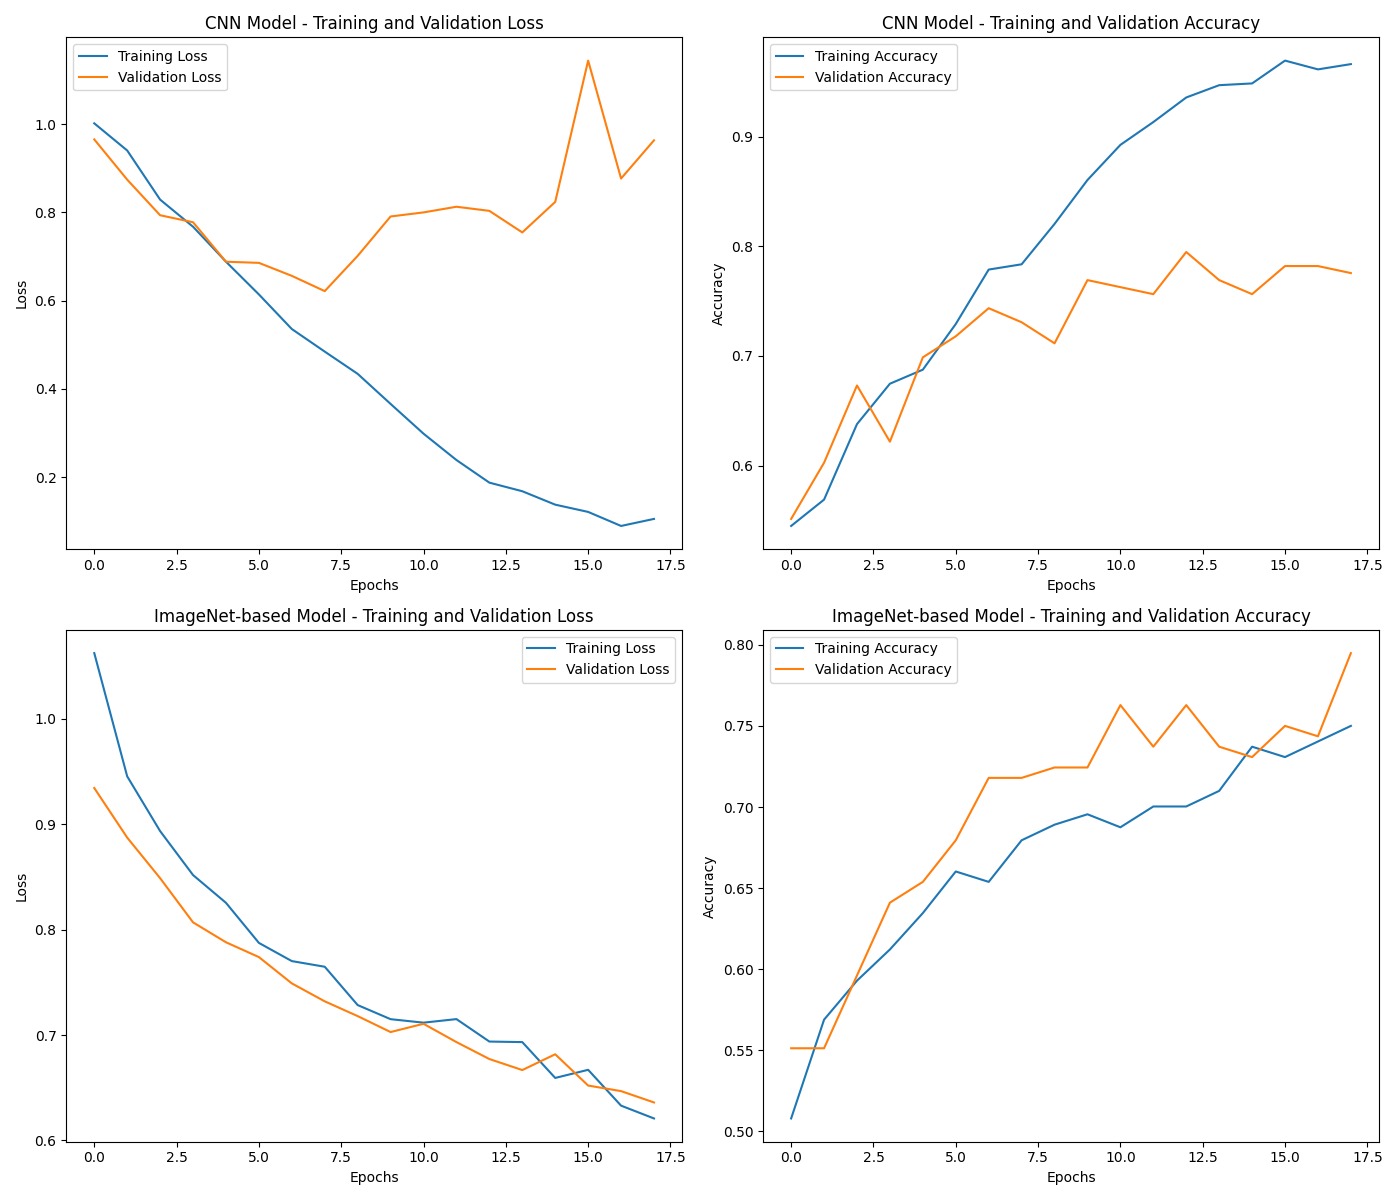 CNN Model - Training and Validation Loss
Training Loss
Validation Loss
1.0
0.8
0.6
0.4
0.2
Loss
0.0 2.5 5.0 7.5 10.0 12.5 15.0 17.5
Epochs
CNN Model - Training and Validation Accuracy
Training Accuracy
Validation Accuracy
0.9
0.8
0.7
0.6
Accuracy
0.0 2.5 5.0 7.5 10.0 12.5 15.0 17.5
Epochs
ImageNet-based Model - Training and Validation Loss
Training Loss
Validation Loss
1.0
0.9
0.8
0.7
0.6
Loss
0.0 2.5 5.0 7.5 10.0 12.5 15.0 17.5
Epochs
ImageNet-based Model - Training and Validation Accuracy
Training Accuracy
Validation Accuracy
0.80
0.75
0.70
0.65
0.60
0.55
0.50
Accuracy
0.0 2.5 5.0 7.5 10.0 12.5 15.0 17.5
Epochs